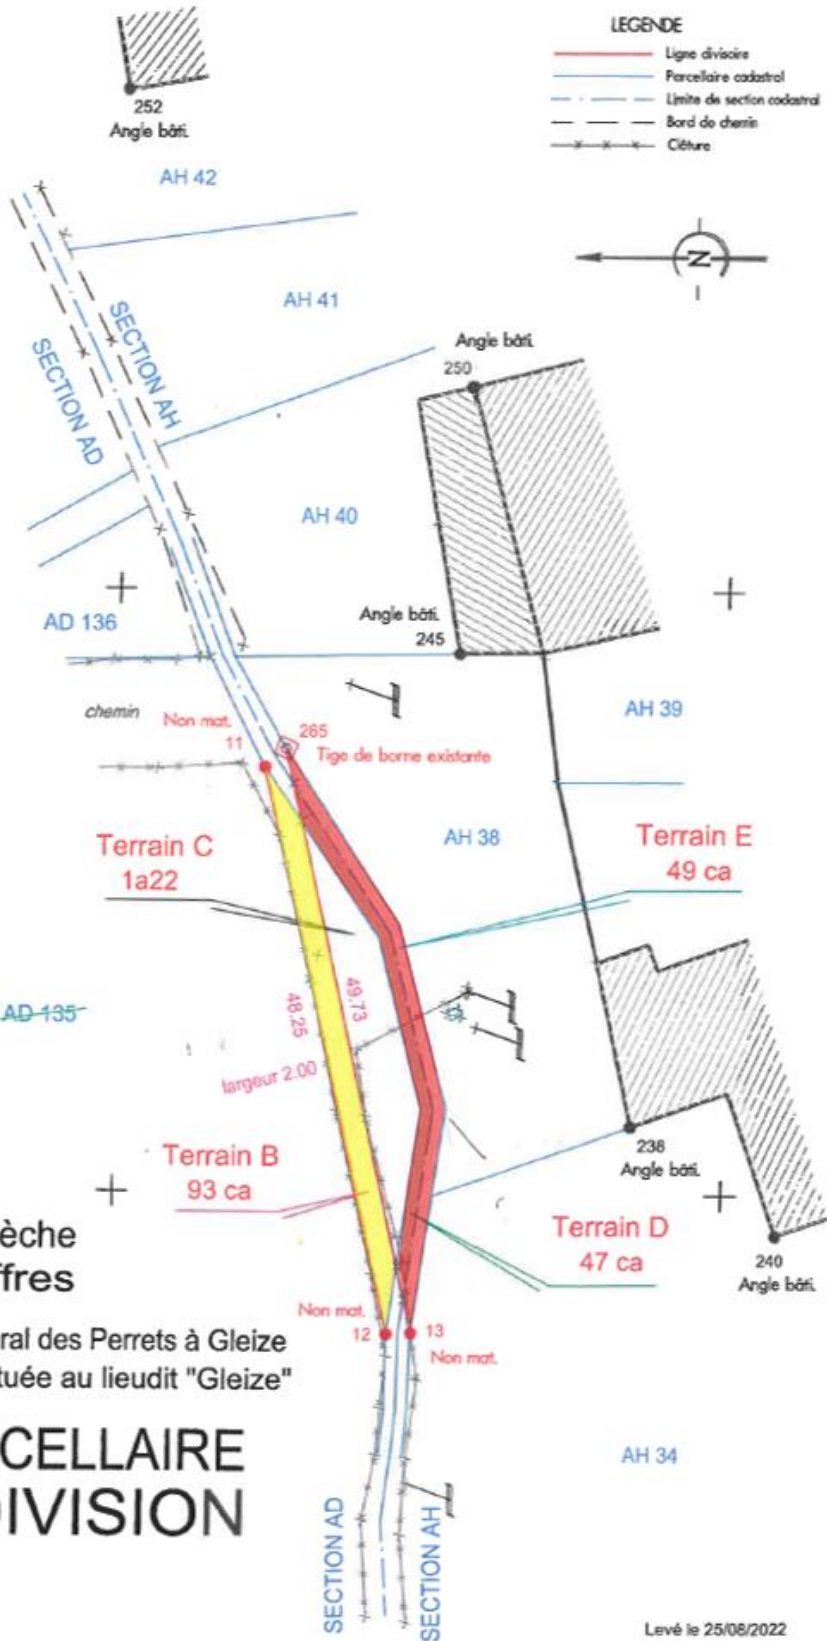 LEGENDE
Ligne divisoire
Parcellaire cadastral
Limite de section cadastral
Bord de chemin
Clôture
252
Angle bâti.
AH 42
N
AH 41
SECTION AH
SECTION AD
Angle bâti.
250
AH 40
Angle bâti.
245
AD 136
chemin
Non mat.
11
265
Tige de borne existante
AH 39
Terrain C
1a22
AH 38
Terrain E
49 ca
AD 135
49.73
48.25
largeur 2.00
Terrain B
93 ca
238
Angle bâti.
Terrain D
47 ca
240
Angle bâti.
èche
ffres
Non mat.
12
13
Non mat.
ral des Perrets à Gleize
tuée au lieudit "Gleize"
CELLAIRE
DIVISION
AH 34
SECTION AD
SECTION AH
Levé le 25/08/2022